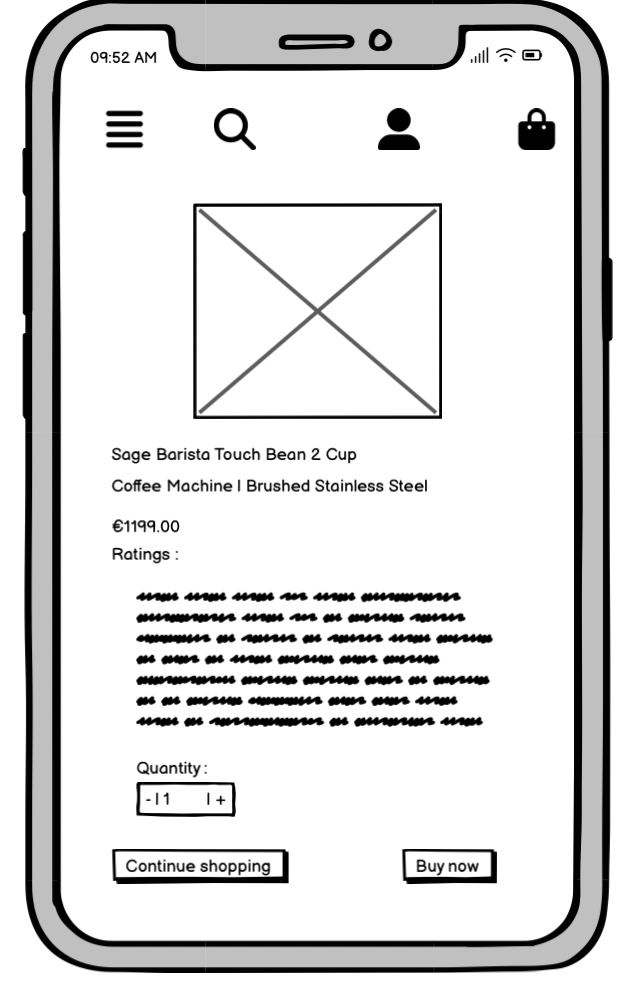 09:52 AM
Sage Barista Touch Bean 2 Cup
Coffee Machine | Brushed Stainless Steel
€1199.00
Ratings :
Quantity :
- | 1 | +
Continue shopping
Buy now